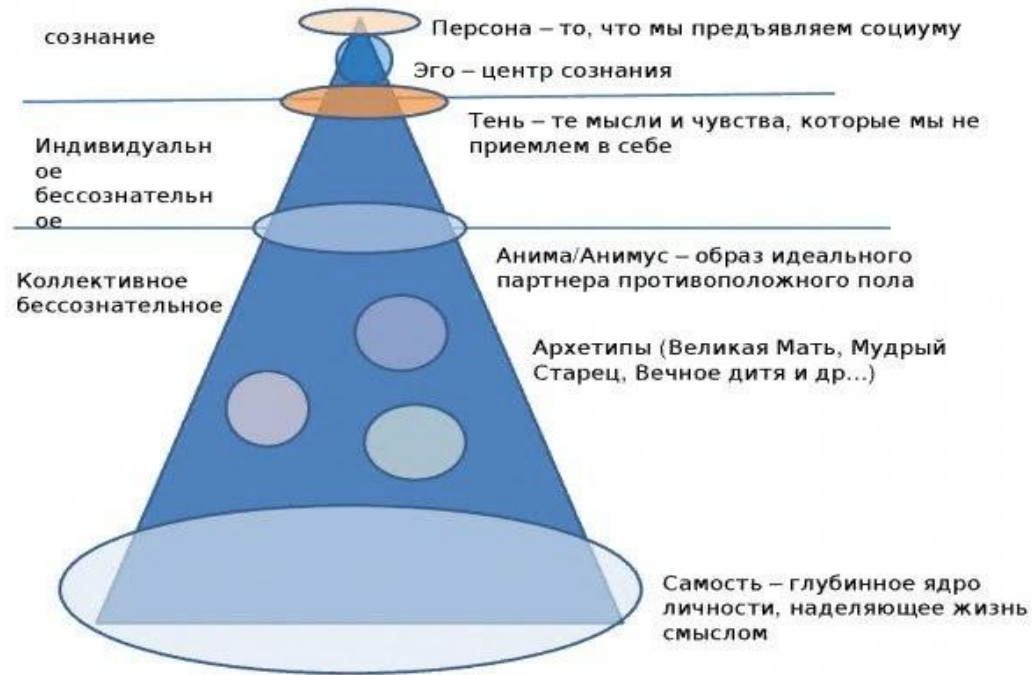 сознание
Персона – то, что мы предъявляем социуму
Эго – центр сознания
Тень – те мысли и чувства, которые мы не
приемлем в себе
Индивидуальн
ое
бессознательн
ое
Анима/Анимус – образ идеального
партнера противоположного пола
Коллективное
бессознательное
Архетипы (Великая Мать, Мудрый
Старец, Вечное дитя и др...)
Самость – глубинное ядро
личности, наделяющее жизнь
смыслом